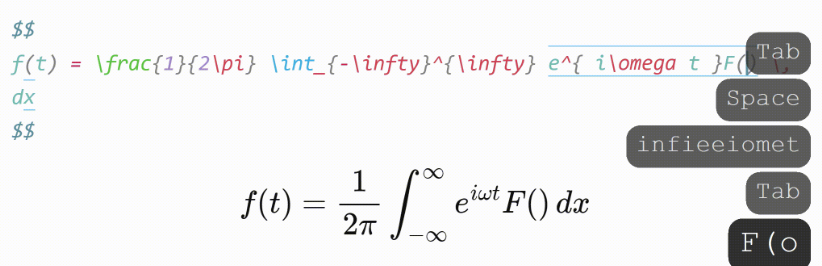 $$
f(t) = \frac{1}{2\pi} \int_{-\infty}^{\infty} e^{ i\omega t }F() \,
dx
$$
Tab
Space
infieeiomet
Tab
F(o
f(t) = 1/2π ∫_{−∞}^{∞} e^{iωt} F() dx